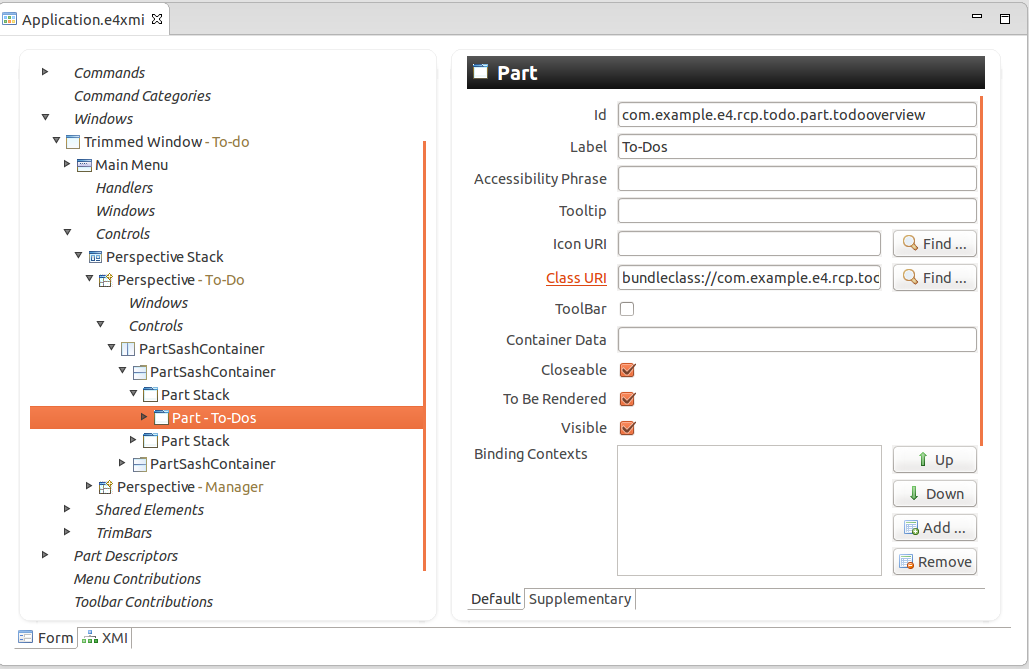 Application.e4xmi
Commands
Command Categories
Windows
Trimmed Window - To-do
Main Menu
Handlers
Windows
Controls
Perspective Stack
Perspective - To-Do
Windows
Controls
PartSashContainer
PartSashContainer
Part Stack
Part - To-Dos
Part Stack
PartSashContainer
Perspective - Manager
Shared Elements
TrimBars
Part Descriptors
Menu Contributions
Toolbar Contributions
Part
Id com.example.e4.rcp.todo.part.todooverview
Label To-Dos
Accessibility Phrase
Tooltip
Icon URI Find ...
Class URI bundleclass://com.example.e4.rcp.toc Find ...
ToolBar
Container Data
Closeable
To Be Rendered
Visible
Binding Contexts
Up
Down
Add ...
Remove
Default Supplementary
Form XMI